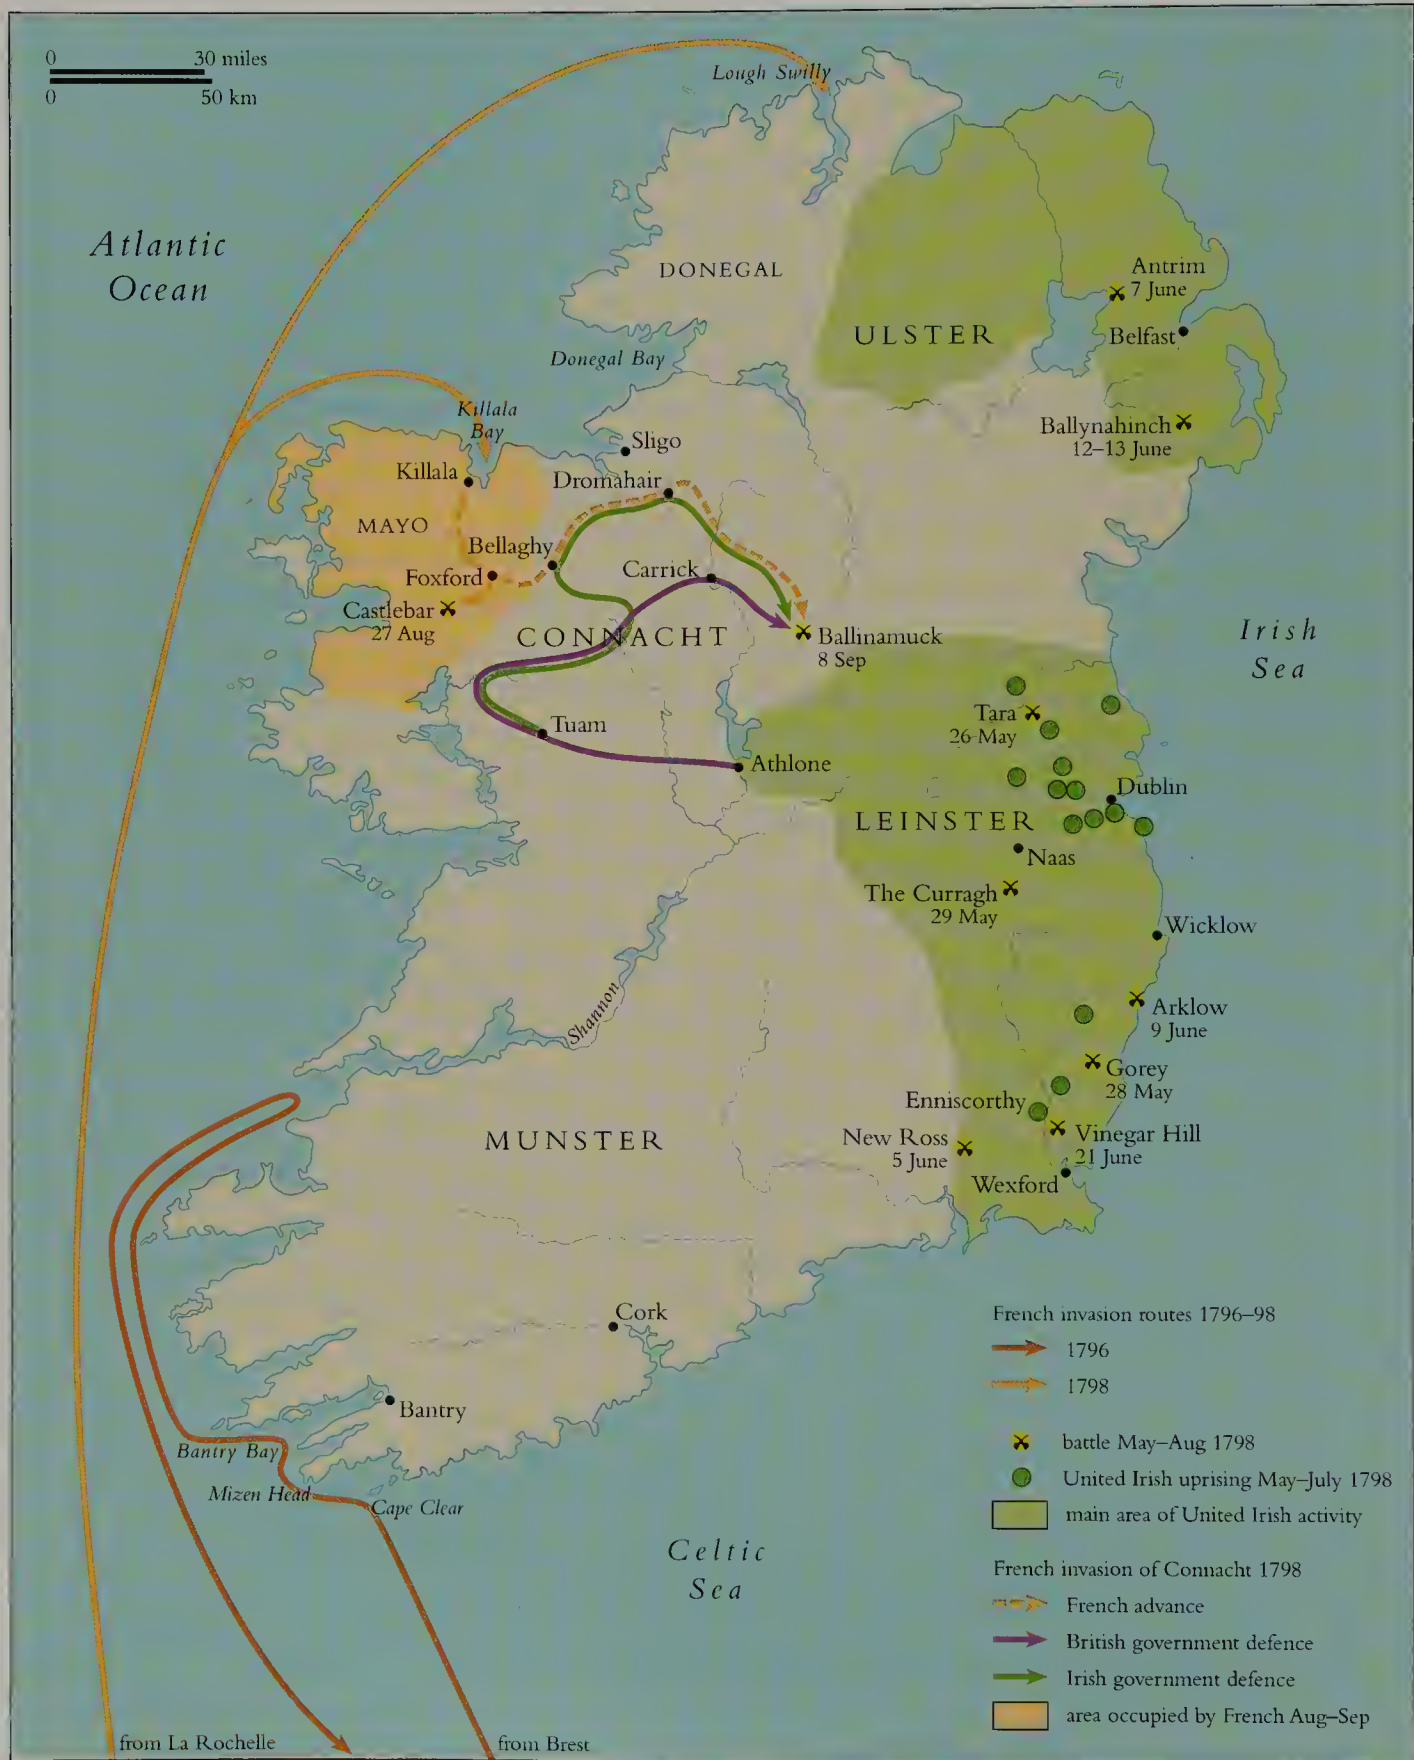 0 30 miles
0 50 km
Lough Swilly
Atlantic
Ocean
DONEGAL
Antrim
7 June
ULSTER
Belfast
Donegal Bay
Killala
Bay
Ballynahinch
12–13 June
Sligo
Killala
Dromahair
MAYO
Bellaghy
Foxford
Carrick
Castlebar
27 Aug
CONNACHT
Ballinamuck
8 Sep
Irish
Sea
Tara
26 May
Tuam
Athlone
Dublin
LEINSTER
Naas
The Curragh
29 May
Wicklow
Shannon
Arklow
9 June
Gorey
28 May
Enniscorthy
MUNSTER
New Ross
5 June
Vinegar Hill
21 June
Wexford
Cork
Bantry
Bantry Bay
Mizen Head
Cape Clear
Celtic
Sea
from La Rochelle
from Brest
French invasion routes 1796–98
1796
1798
battle May–Aug 1798
United Irish uprising May–July 1798
main area of United Irish activity
French invasion of Connacht 1798
French advance
British government defence
Irish government defence
area occupied by French Aug–Sep